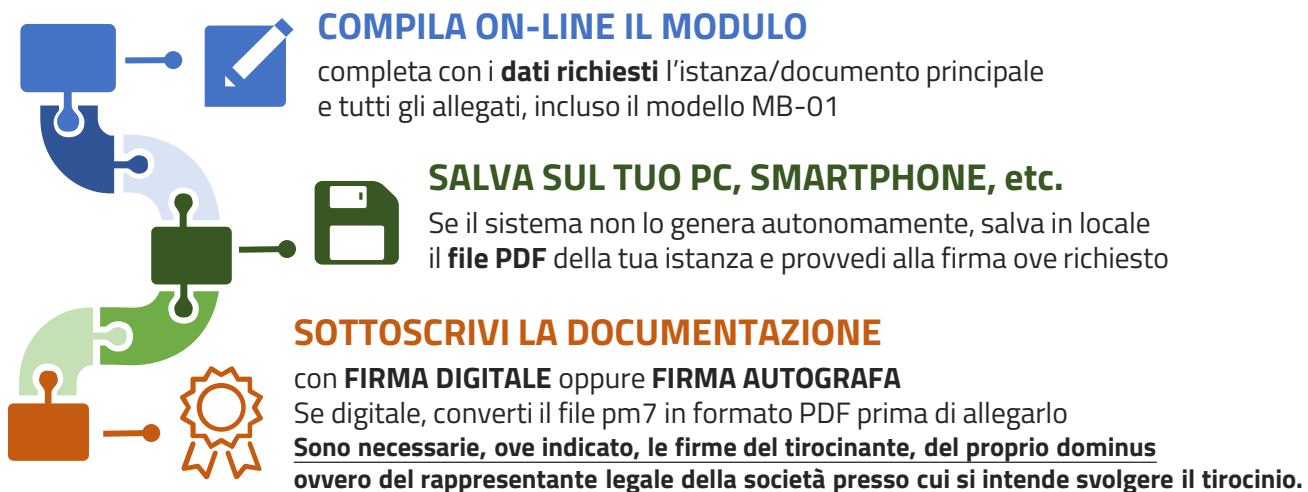 COMPILA ON-LINE IL MODULO
completa con i dati richiesti l'istanza/documento principale
e tutti gli allegati, incluso il modello MB-01
SALVA SUL TUO PC, SMARTPHONE, etc.
Se il sistema non lo genera autonomamente, salva in locale
il file PDF della tua istanza e provvedi alla firma ove richiesto
SOTTOSCRIVI LA DOCUMENTAZIONE
con FIRMA DIGITALE oppure FIRMA AUTOGRAFA
Se digitale, converti il file pm7 in formato PDF prima di allegarlo
Sono necessarie, ove indicato, le firme del tirocinante, del proprio dominus
ovvero del rappresentante legale della società presso cui si intende svolgere il tirocinio.